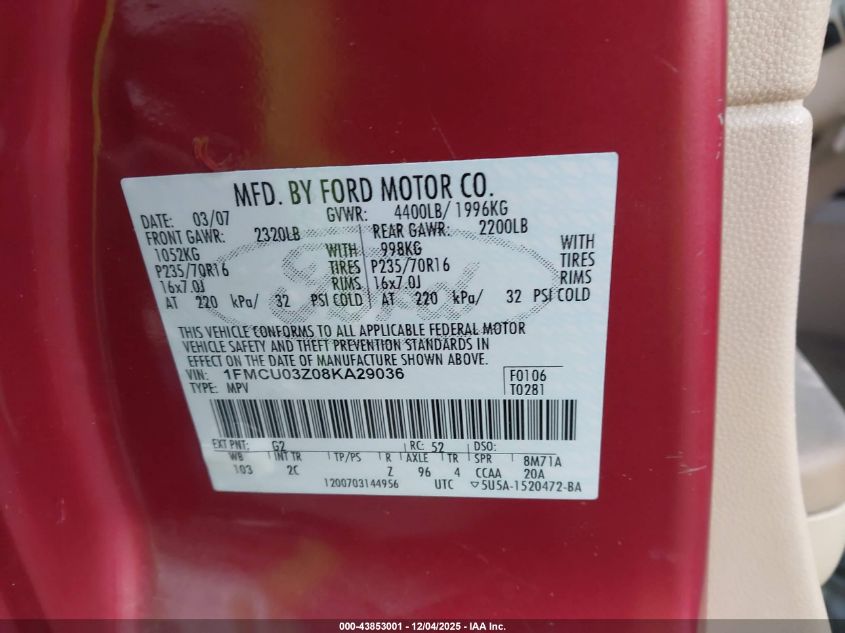 MFD. BY FORD MOTOR CO.
DATE: 03/07 GVWR: 4400LB/ 1996KG
FRONT GAWR: 2320LB REAR GAWR: 2200LB
1052KG WITH 998KG WITH
P235/70R16 TIRES P235/70R16 TIRES
16x7.0J RIMS 16x7.0J RIMS
AT 220 kPa/ 32 PSI COLD AT 220 kPa/ 32 PSI COLD
Ford
THIS VEHICLE CONFORMS TO ALL APPLICABLE FEDERAL MOTOR
VEHICLE SAFETY AND THEFT PREVENTION STANDARDS IN
EFFECT ON THE DATE OF MANUFACTURE SHOWN ABOVE.
VIN: 1FMCU03Z08KA29036 F0106
TYPE: MPV T0281
EXT PNT: G2 RC: 52 DSO:
WB INT TR TP/PS R AXLE TR SPR 8M71A
103 2C Z 96 4 CCAA 20A
1200703144956 UTC ▽5U5A-1520472-BA
000-43853001 - 12/04/2025 - IAA Inc.